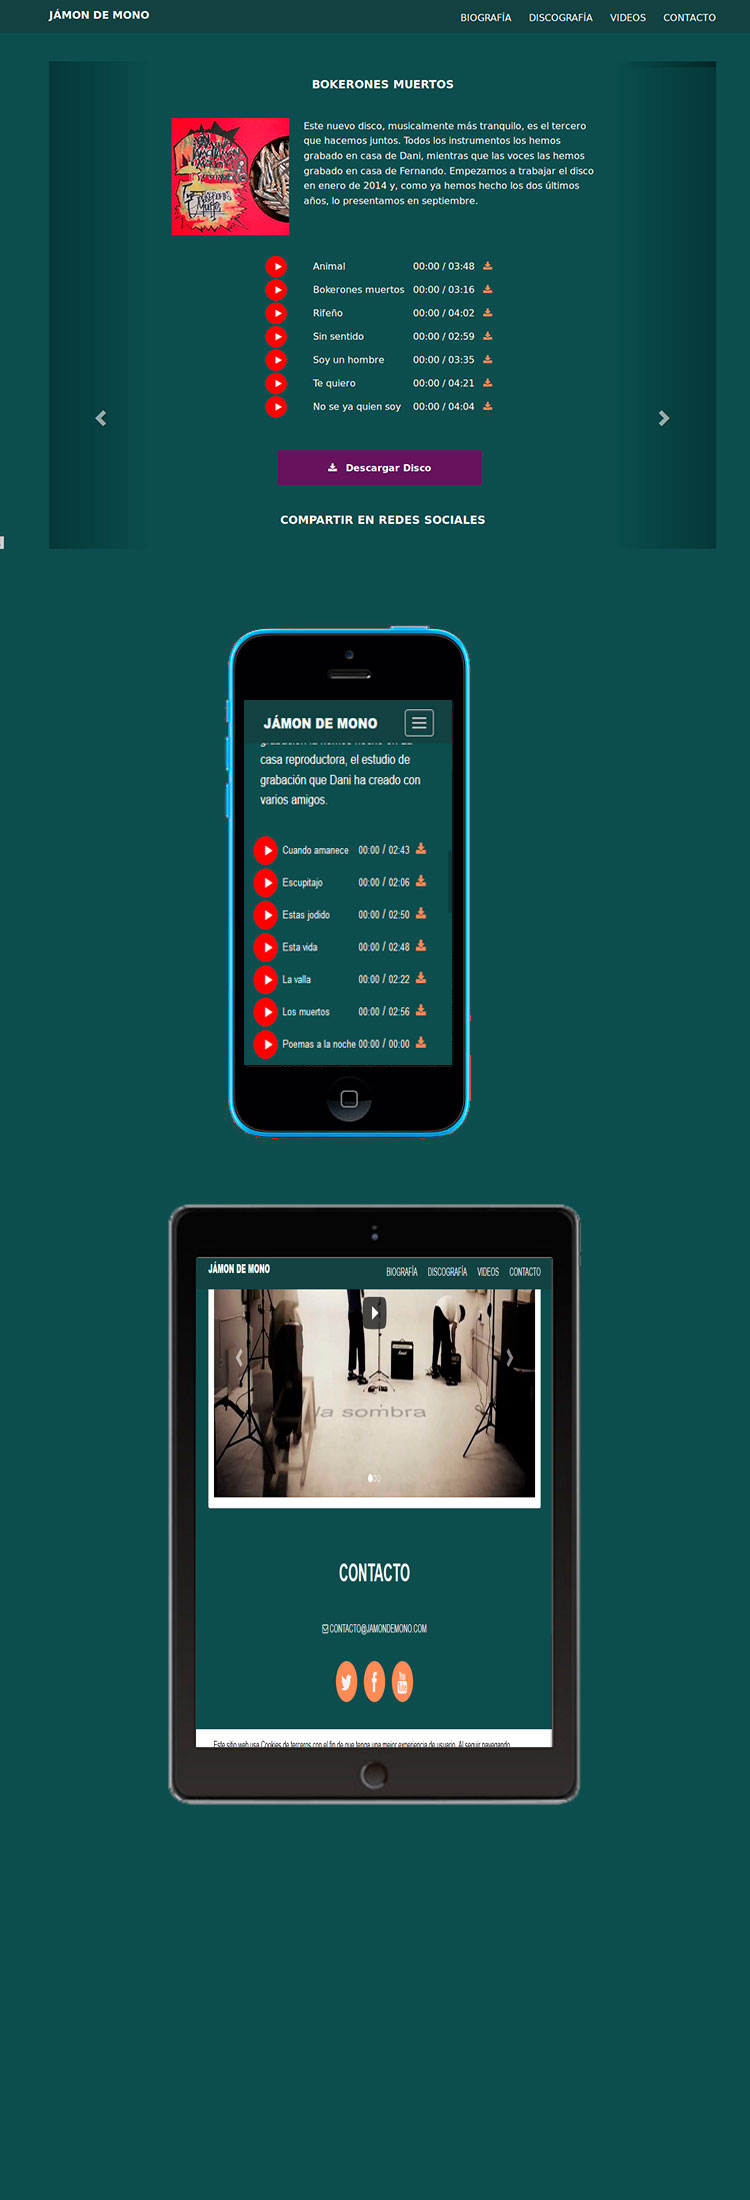 JÁMON DE MONO
BIOGRAFÍA DISCOGRAFÍA VIDEOS CONTACTO
BOKERONES MUERTOS
Este nuevo disco, musicalmente más tranquilo, es el tercero
que hacemos juntos. Todos los instrumentos los hemos
grabado en casa de Dani, mientras que las voces las hemos
grabado en casa de Fernando. Empezamos a trabajar el disco
en enero de 2014 y, como ya hemos hecho los dos últimos
años, lo presentamos en septiembre.
Animal 00:00 / 03:48
Bokerones muertos 00:00 / 03:16
Rifeño 00:00 / 04:02
Sin sentido 00:00 / 02:59
Soy un hombre 00:00 / 03:35
Te quiero 00:00 / 04:21
No se ya quien soy 00:00 / 04:04
Descargar Disco
COMPARTIR EN REDES SOCIALES
JÁMON DE MONO
casa reproductora, el estudio de
grabación que Dani ha creado con
varios amigos.
Cuando amanece 00:00 / 02:43
Escupitajo 00:00 / 02:06
Estas jodido 00:00 / 02:50
Esta vida 00:00 / 02:48
La valla 00:00 / 02:22
Los muertos 00:00 / 02:56
Poemas a la noche 00:00 / 00:00
JÁMON DE MONO
BIOGRAFÍA DISCOGRAFÍA VIDEOS CONTACTO
la sombra
CONTACTO
CONTACTO@JAMONDEMONO.COM
You Tube
Este sitio web usa Cookies de terceros con el fin de que tenga una mejor experiencia de usuario. Al seguir navegando